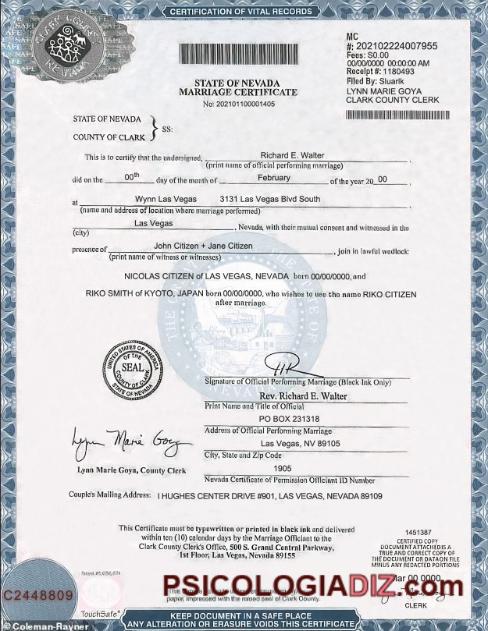 CERTIFICATION OF VITAL RECORDS
MC
#: 202102224007955
Fees: $0.00
00/00/0000 00:00:00 AM
Receipt #: 1180493
Filed By: Sluarlk
LYNN MARIE GOYA
CLARK COUNTY CLERK
STATE OF NEVADA
MARRIAGE CERTIFICATE
No: 202101100001405
STATE OF NEVADA
COUNTY OF CLARK
} SS:
This is to certify that the undersigned, Richard E. Walter
(print name of official performing marriage)
did on the 00th day of the month of February of the year 20 00
at Wynn Las Vegas 3131 Las Vegas Blvd South
(name and address of location where marriage performed)
Las Vegas, Nevada, with their mutual consent and witnessed in the
(city)
presence of John Citizen + Jane Citizen, join in lawful wedlock:
(print name of witness or witnesses)
NICOLAS CITIZEN of LAS VEGAS, NEVADA born 00/00/0000, and
RIKO SMITH of KYOTO, JAPAN born 00/00/0000, who wishes to use the name RIKO CITIZEN
after marriage.
UNITED STATES OF AMERICA
SEAL
OF THE
COUNTY OF CLARK
STATE OF NEVADA
Signature of Official Performing Marriage (Black Ink Only)
Rev. Richard E. Walter
Print Name and Title of Official
PO BOX 231318
Address of Official Performing Marriage
Las Vegas, NV 89105
City, State and Zip Code
1905
Nevada Certificate of Permission Officiant ID Number
Lynn Marie Goya
Lynn Marie Goya, County Clerk
Couple's Mailing Address: I HUGHES CENTER DRIVE #901, LAS VEGAS, NEVADA 89109
This Certificate must be typewritten or printed in black ink and delivered
within ten (10) calendar days by the Marriage Officiant to the
Clark County Clerk's Office, 500 S. Grand Central Parkway,
1st Floor, Las Vegas, Nevada 89155
1451387
CERTIFIED COPY
DOCUMENT ATTACHED IS A
TRUE AND CORRECT COPY OF
THE DOCUMENT OR DATAON FILE
MINUS ANY REDACTED PORTIONS
Mar 00 0000
CLERK
C2448809
TouchSafe
PSICOLOGIADIZ.com
paper, impressed with the raised seal of Clark County.
KEEP DOCUMENT IN A SAFE PLACE
ANY ALTERATION OR ERASURE VOIDS THIS CERTIFICATE
© Coleman-Rayner